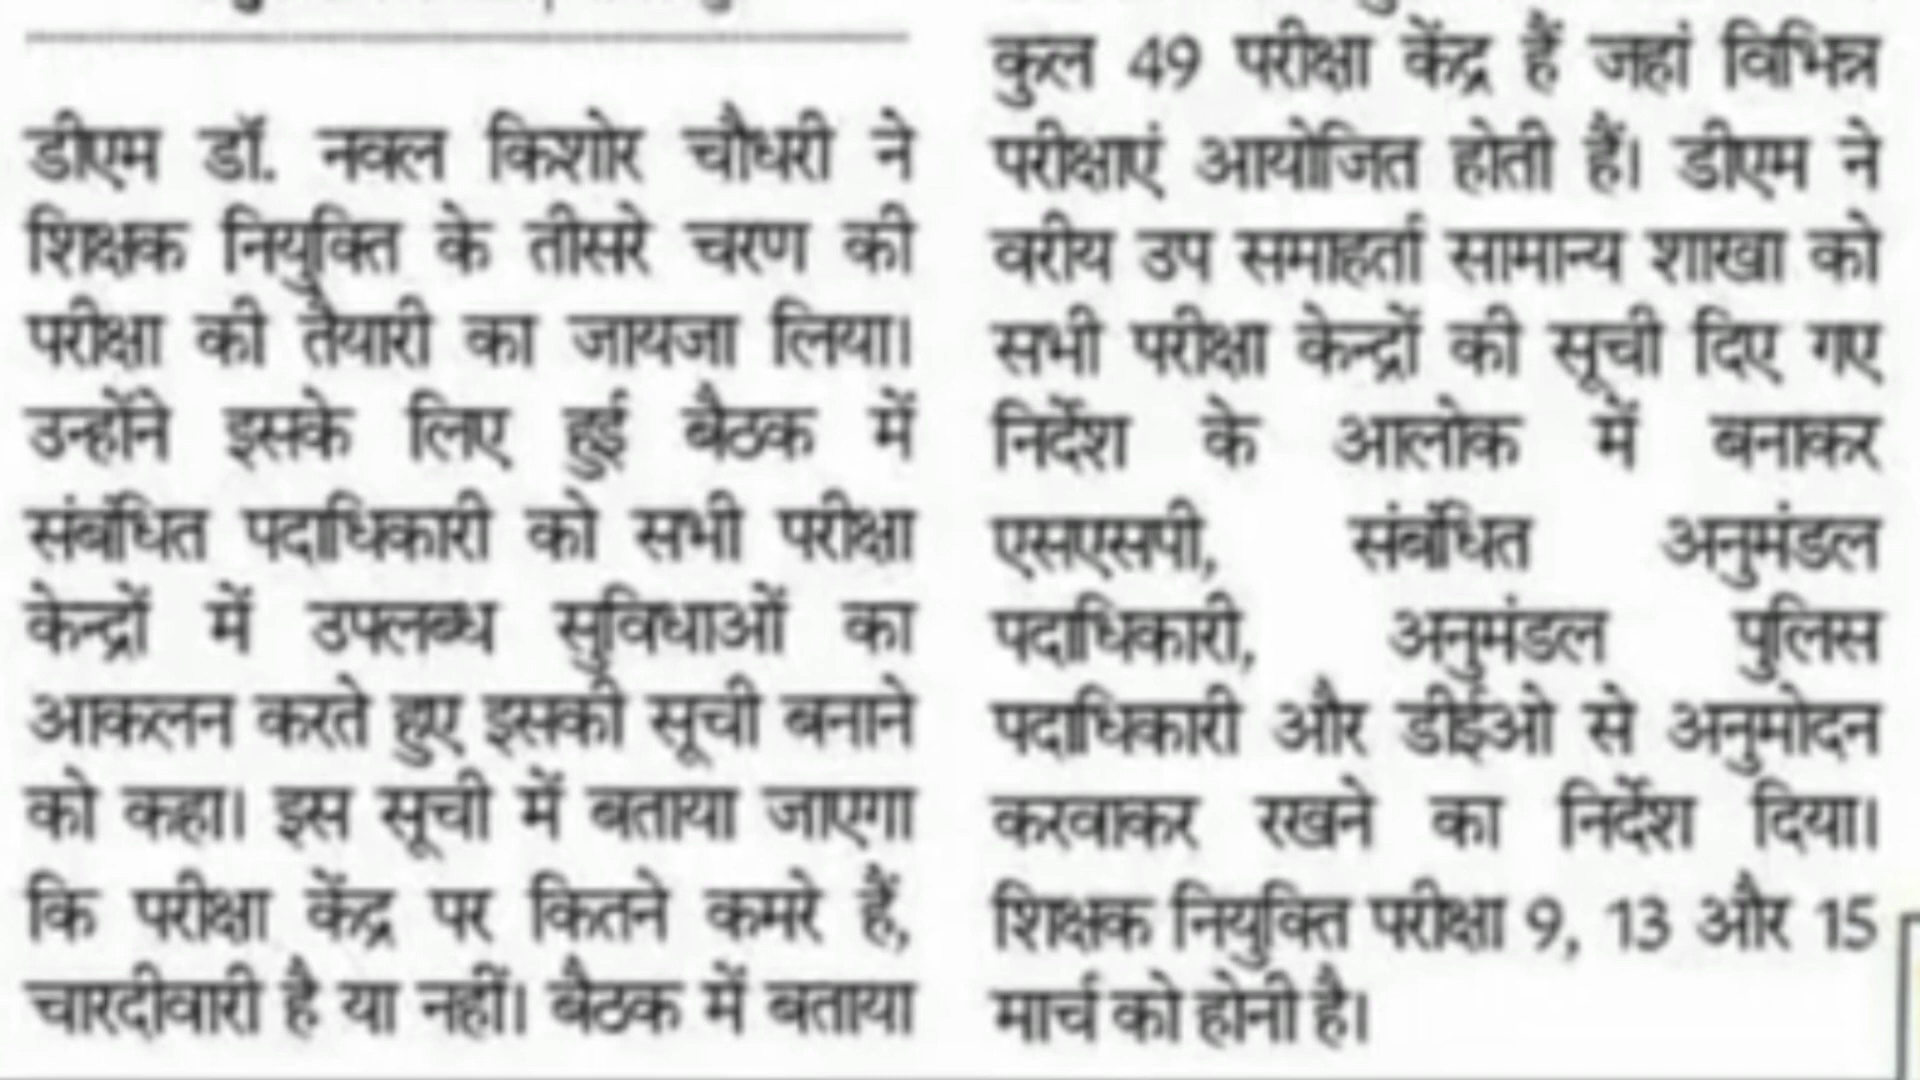 डीएम डॉ. नवल किशोर चौधरी ने
शिक्षक नियुक्ति के तीसरे चरण की
परीक्षा की तैयारी का जायजा लिया।
उन्होंने इसके लिए हुई बैठक में
संबंधित पदाधिकारी को सभी परीक्षा
केन्द्रों में उपलब्ध सुविधाओं का
आकलन करते हुए इसकी सूची बनाने
को कहा। इस सूची में बताया जाएगा
कि परीक्षा केंद्र पर कितने कमरे हैं,
चारदीवारी है या नहीं। बैठक में बताया
कुल 49 परीक्षा केंद्र हैं जहां विभिन्न
परीक्षाएं आयोजित होती हैं। डीएम ने
वरीय उप समाहर्ता सामान्य शाखा को
सभी परीक्षा केन्द्रों की सूची दिए गए
निर्देश के आलोक में बनाकर
एसएसपी, संबंधित अनुमंडल
पदाधिकारी, अनुमंडल पुलिस
पदाधिकारी और डीईओ से अनुमोदन
करवाकर रखने का निर्देश दिया।
शिक्षक नियुक्ति परीक्षा 9, 13 और 15
मार्च को होनी है।